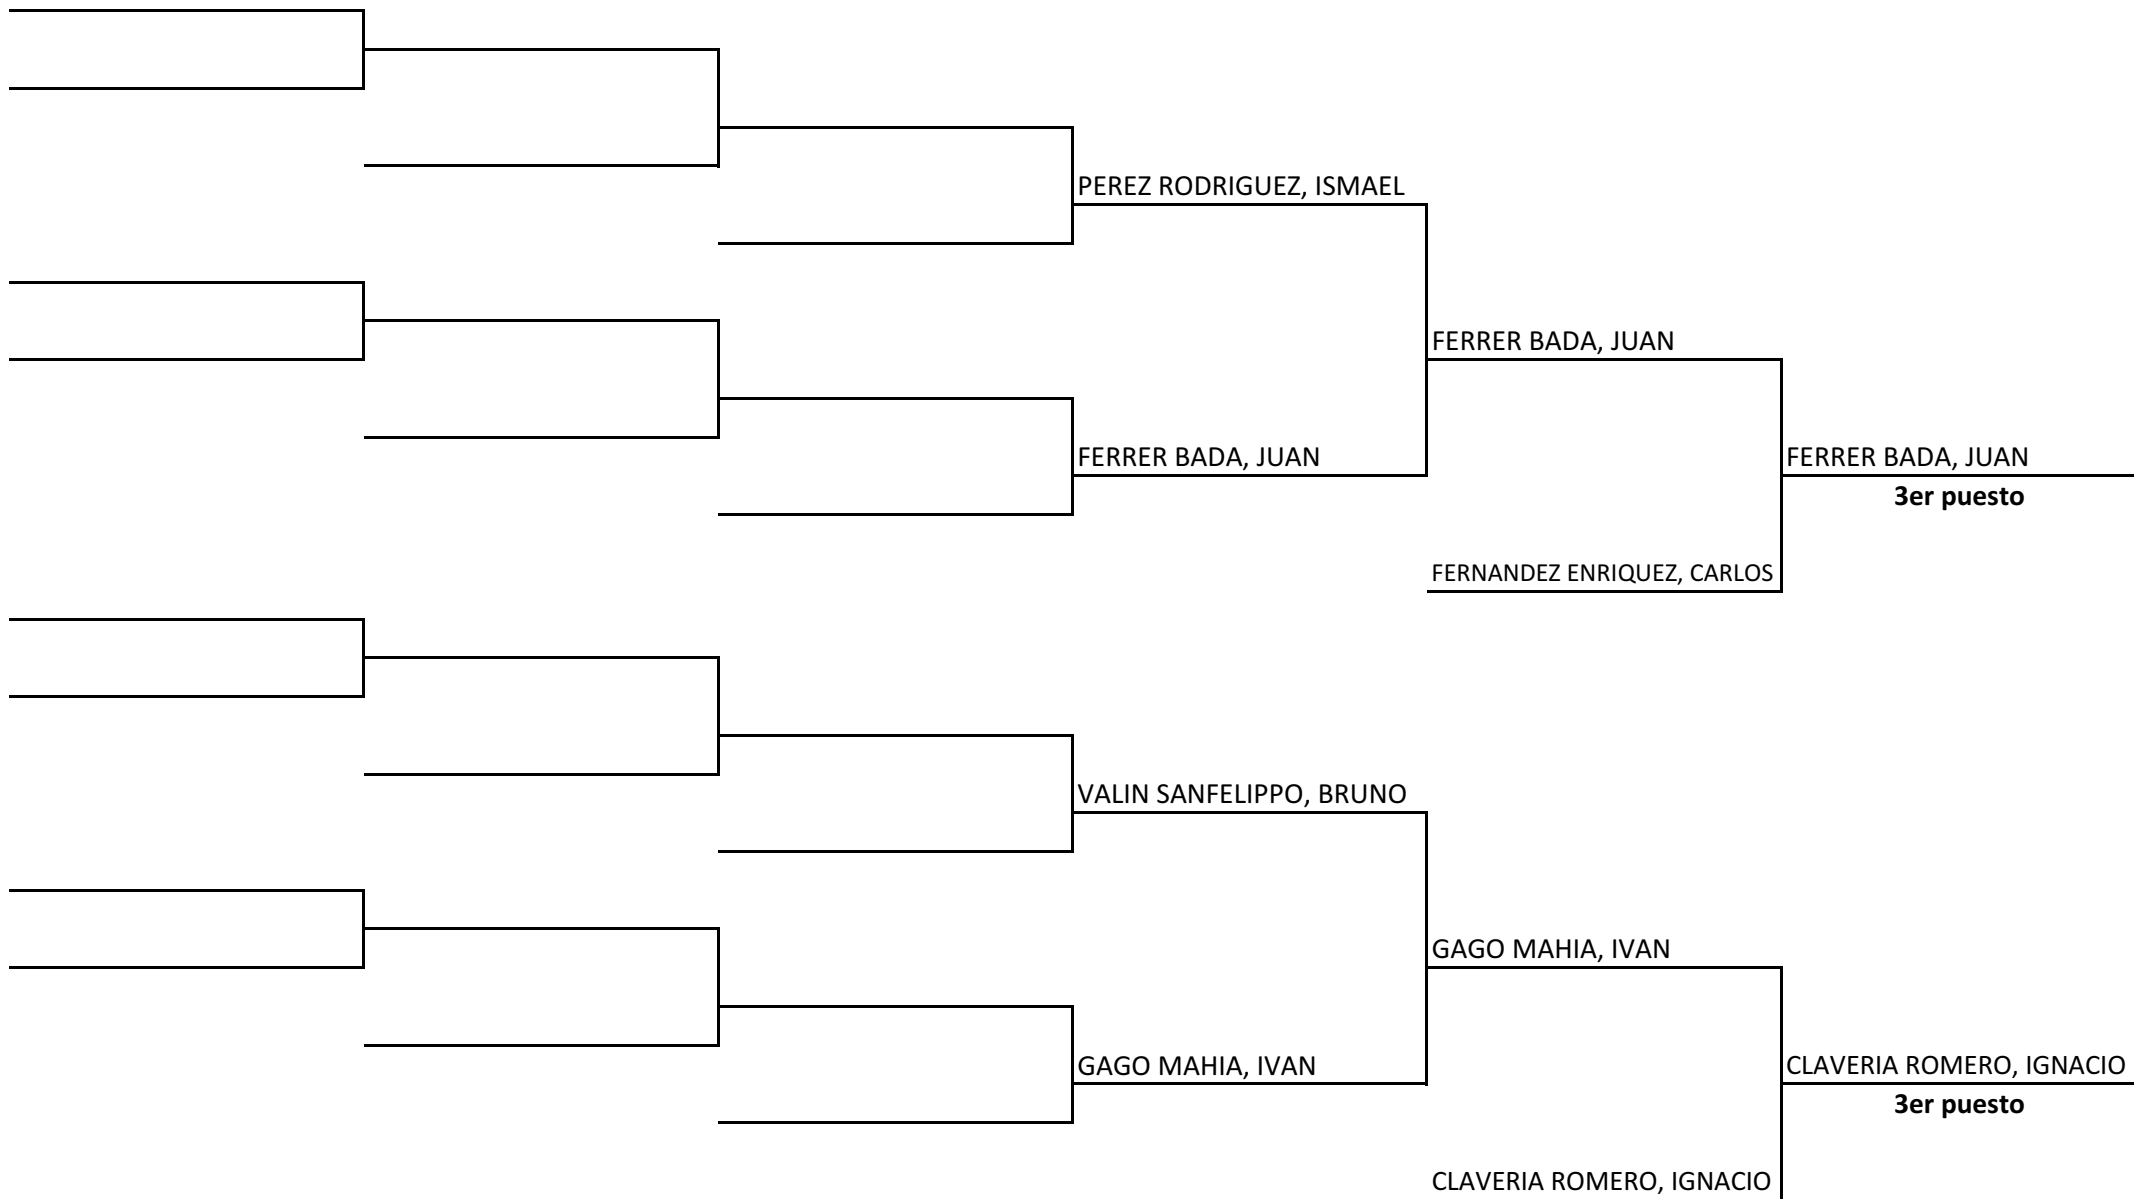 PEREZ RODRIGUEZ, ISMAEL
FERRER BADA, JUAN
FERRER BADA, JUAN
FERRER BADA, JUAN
3er puesto
FERNANDEZ ENRIQUEZ, CARLOS
VALIN SANFELIPPO, BRUNO
GAGO MAHIA, IVAN
GAGO MAHIA, IVAN
CLAVERIA ROMERO, IGNACIO
3er puesto
CLAVERIA ROMERO, IGNACIO